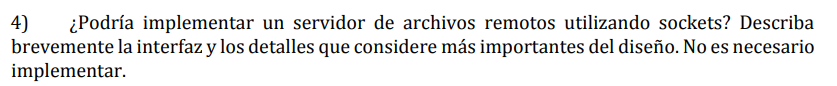 4) ¿Podría implementar un servidor de archivos remotos utilizando sockets? Describa
brevemente la interfaz y los detalles que considere más importantes del diseño. No es necesario
implementar.